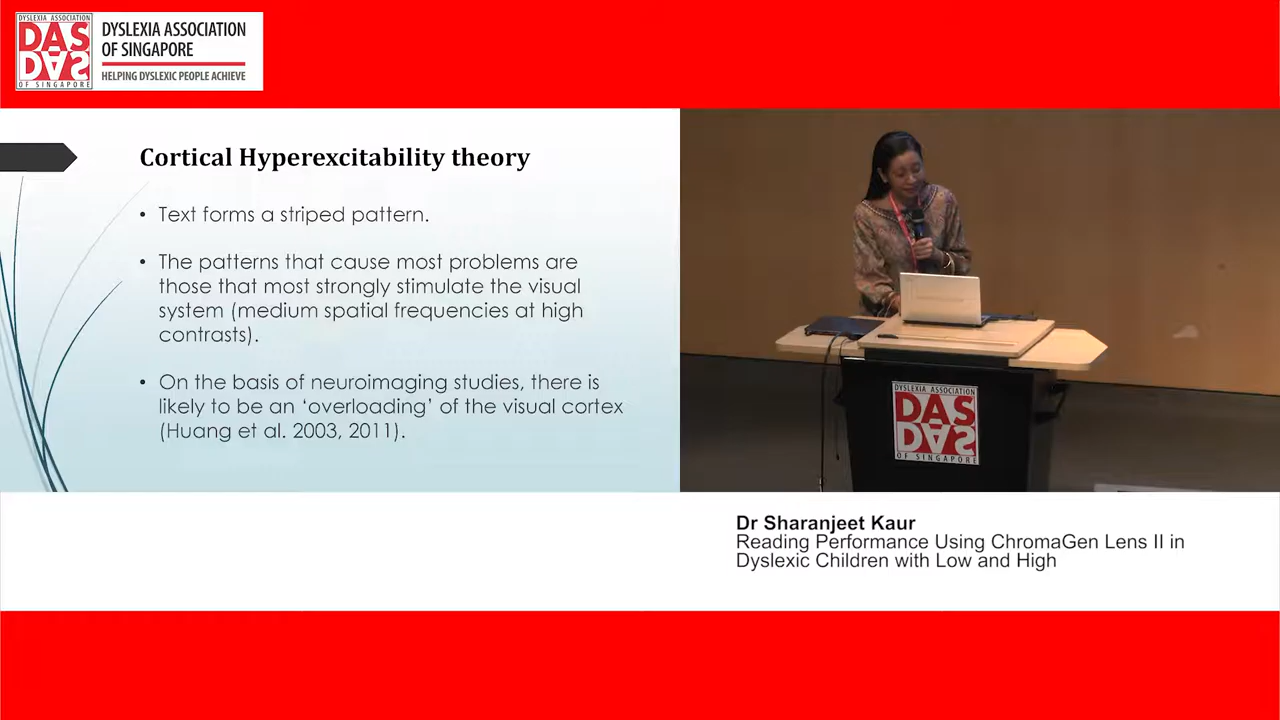 DYSLEXIA ASSOCIATION
DAS
DAS
OF SINGAPORE
DYSLEXIA ASSOCIATION
OF SINGAPORE
HELPING DYSLEXIC PEOPLE ACHIEVE
Cortical Hyperexcitability theory
• Text forms a striped pattern.
• The patterns that cause most problems are
those that most strongly stimulate the visual
system (medium spatial frequencies at high
contrasts).
• On the basis of neuroimaging studies, there is
likely to be an ‘overloading’ of the visual cortex
(Huang et al. 2003, 2011).
DYSLEXIA ASSOCIATION
DAS
DAS
OF SINGAPORE
Dr Sharanjeet Kaur
Reading Performance Using ChromaGen Lens II in
Dyslexic Children with Low and High